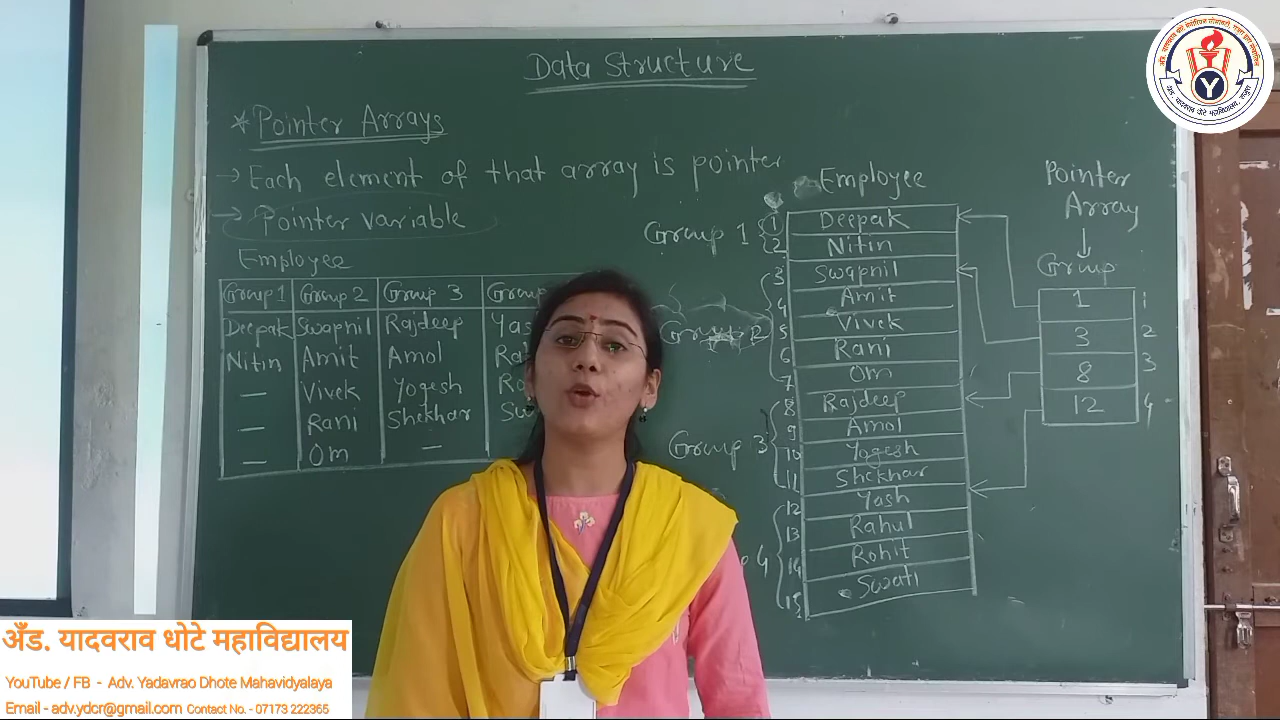 Data Structure
* Pointer Arrays
→ Each element of that array is pointer
→ Pointer variable
Employee
Group 1 Group 2 Group 3 Group
Deepak Swapnil Rajdeep Yas
Nitin Amit Amol
— Vivek Yogesh
— Rani Shekhar
— Om —
Employee
Group 1
1 Deepak
2 Nitin
3 Swapnil
4 Amit
5 Vivek
6 Rani
7 Om
8 Rajdeep
9 Amol
10 Yogesh
11 Shekhar
12 Yash
13 Rahul
14 Rohit
15 Swati
Group 3
4
Pointer
Array
↓
Group
1 1
3 2
8 3
12 4
Y
अ‍ॅड. यादवराव धोटे महाविद्यालय
YouTube / FB - Adv. Yadavrao Dhote Mahavidyalaya
Email - adv.ydcr@gmail.com Contact No. - 07173 222365